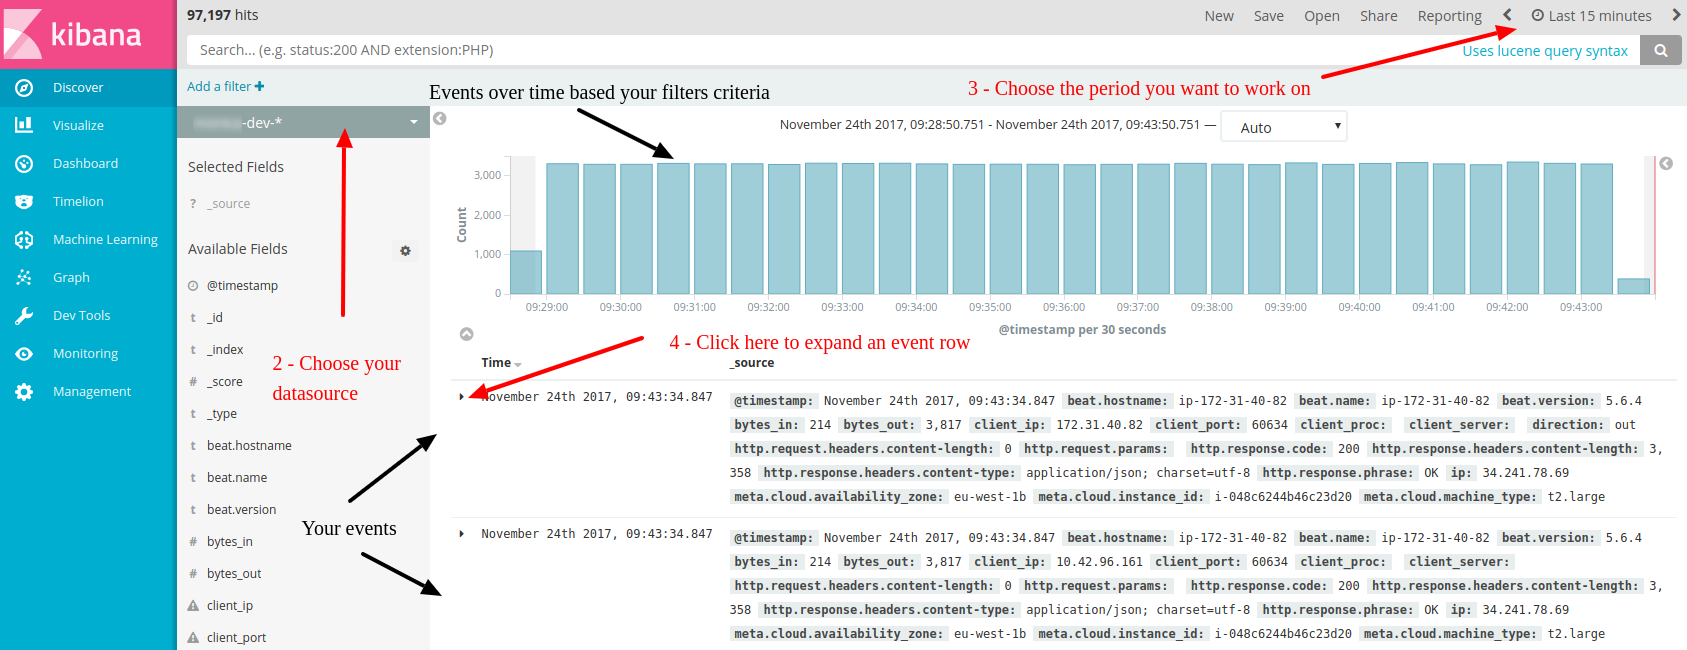 kibana
Discover
Visualize
Dashboard
Timelion
Machine Learning
Graph
Dev Tools
Monitoring
Management
97,197 hits
New Save Open Share Reporting Last 15 minutes
Search... (e.g. status:200 AND extension:PHP)
Uses lucene query syntax
Add a filter +
3 - Choose the period you want to work on
Events over time based your filters criteria
-dev-*
Selected Fields
? _source
Available Fields
@timestamp
t _id
t _index
# _score
t _type
t beat.hostname
t beat.name
t beat.version
# bytes_in
# bytes_out
client_ip
client_port
2 - Choose your
datasource
Your events
November 24th 2017, 09:28:50.751 - November 24th 2017, 09:43:50.751 — Auto
Count
3,000
2,000
1,000
0
09:29:00 09:30:00 09:31:00 09:32:00 09:33:00 09:34:00 09:35:00 09:36:00 09:37:00 09:38:00 09:39:00 09:40:00 09:41:00 09:42:00 09:43:00
@timestamp per 30 seconds
4 - Click here to expand an event row
Time _source
November 24th 2017, 09:43:34.847
@timestamp: November 24th 2017, 09:43:34.847 beat.hostname: ip-172-31-40-82 beat.name: ip-172-31-40-82 beat.version: 5.6.4
bytes_in: 214 bytes_out: 3,817 client_ip: 172.31.40.82 client_port: 60634 client_proc: client_server: direction: out
http.request.headers.content-length: 0 http.request.params: http.response.code: 200 http.response.headers.content-length: 3,
358 http.response.headers.content-type: application/json; charset=utf-8 http.response.phrase: OK ip: 34.241.78.69
meta.cloud.availability_zone: eu-west-1b meta.cloud.instance_id: i-048c6244b46c23d20 meta.cloud.machine_type: t2.large
November 24th 2017, 09:43:34.847
@timestamp: November 24th 2017, 09:43:34.847 beat.hostname: ip-172-31-40-82 beat.name: ip-172-31-40-82 beat.version: 5.6.4
bytes_in: 214 bytes_out: 3,817 client_ip: 10.42.96.161 client_port: 60634 client_proc: client_server:
http.request.headers.content-length: 0 http.request.params: http.response.code: 200 http.response.headers.content-length: 3,
358 http.response.headers.content-type: application/json; charset=utf-8 http.response.phrase: OK ip: 34.241.78.69
meta.cloud.availability_zone: eu-west-1b meta.cloud.instance_id: i-048c6244b46c23d20 meta.cloud.machine_type: t2.large